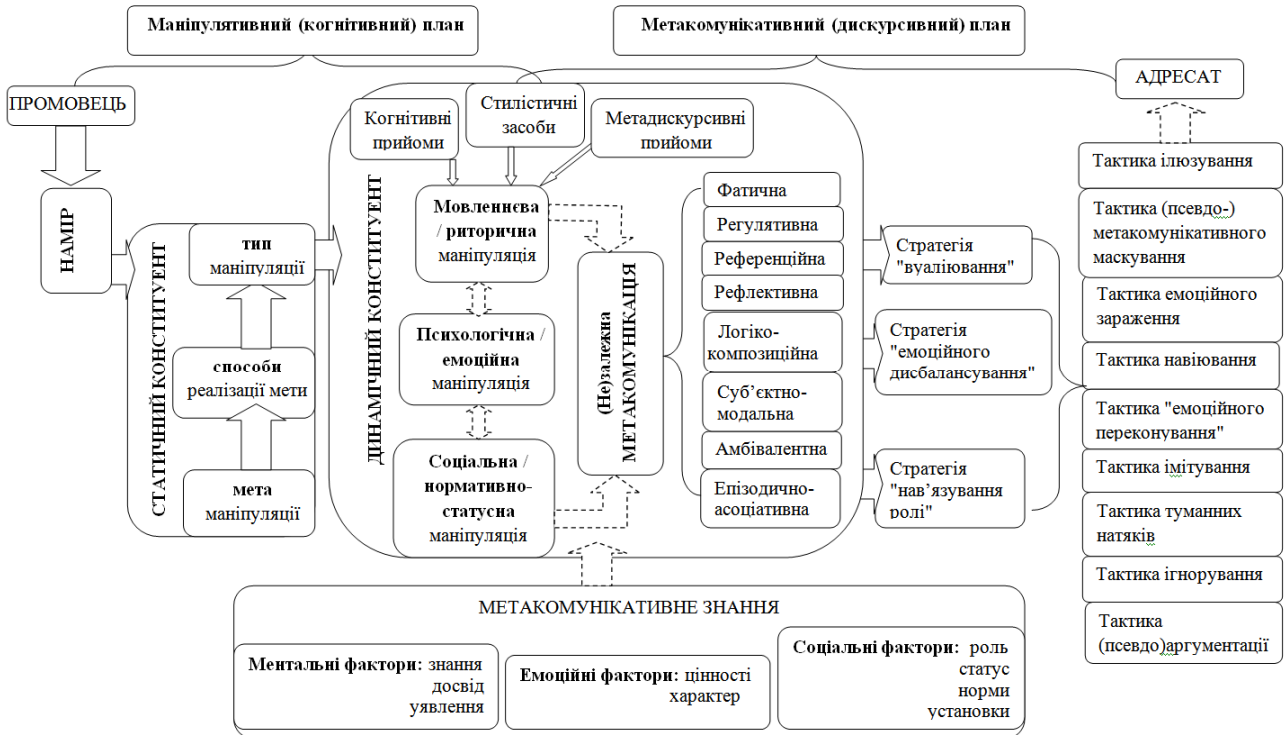 Маніпулятивний (когнітивний) план
Метакомунікативний (дискурсивний) план
ПРОМОВЕЦЬ
АДРЕСАТ
НАМІР
СТАТИЧНИЙ КОНСТИТУЕНТ
тип
маніпуляції
способи
реалізації мети
мета
маніпуляції
ДИНАМІЧНИЙ КОНСТИТУЕНТ
Когнітивні
прийоми
Стилістичні
засоби
Метадискурсивні
прийоми
Мовленнєва
/ риторична
маніпуляція
Психологічна /
емоційна
маніпуляція
Соціальна /
нормативно-
статусна
маніпуляція
(Не)залежна
МЕТАКОМУНІКАЦІЯ
Фатична
Регулятивна
Референційна
Рефлективна
Логіко-
композиційна
Суб’єктно-
модальна
Амбівалентна
Епізодично-
асоціативна
Стратегія
"вуаліювання"
Стратегія
"емоційного
дисбалансування"
Стратегія
"нав’язування
ролі"
Тактика ілюзування
Тактика (псевдо-)
метакомунікативного
маскування
Тактика емоційного
зараження
Тактика навіювання
Тактика "емоційного
переконування"
Тактика імітування
Тактика туманних
натяків
Тактика ігнорування
Тактика
(псевдо)аргументації
МЕТАКОМУНІКАТИВНЕ ЗНАННЯ
Ментальні фактори: знання
досвід
уявлення
Емоційні фактори: цінності
характер
Соціальні фактори: роль
статус
норми
установки